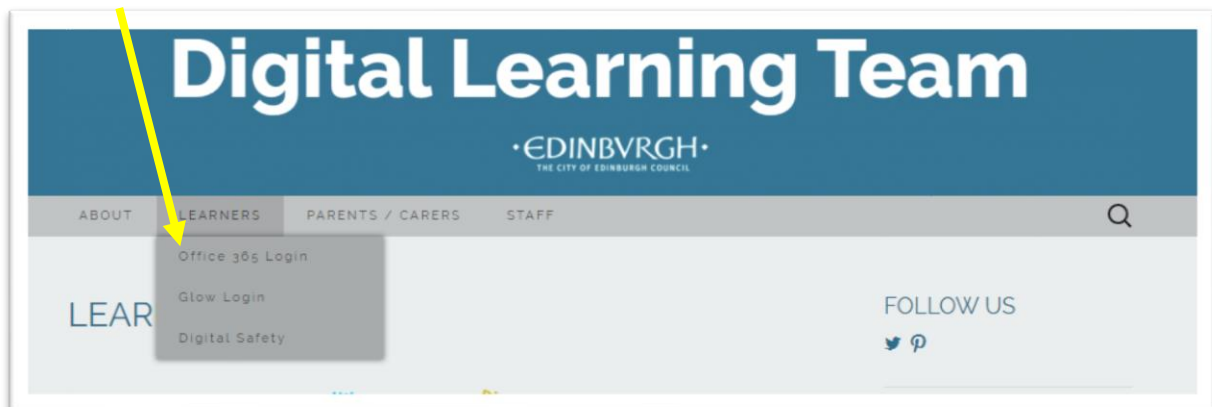 Digital Learning Team
•EDINBVRGH•
THE CITY OF EDINBURGH COUNCIL
ABOUT LEARNERS PARENTS / CARERS STAFF
Office 365 Login
Glow Login
Digital Safety
LEAR
FOLLOW US